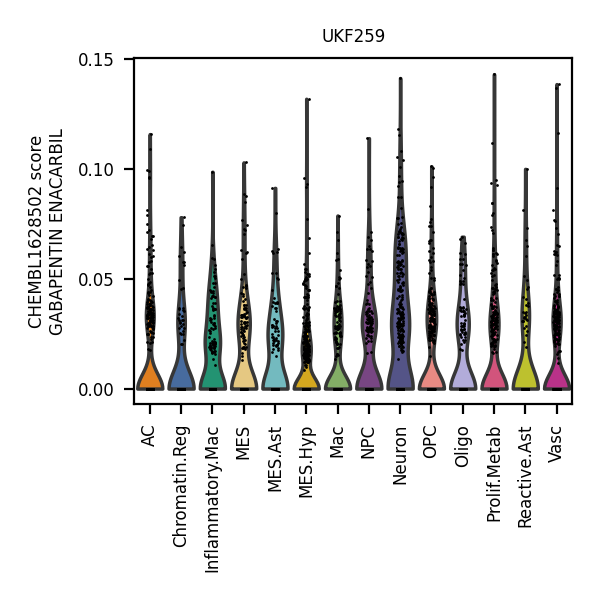 UKF259
CHEMBL1628502 score
GABAPENTIN ENACARBIL
0.15
0.10
0.05
0.00
AC
Chromatin.Reg
Inflammatory.Mac
MES
MES.Ast
MES.Hyp
Mac
NPC
Neuron
OPC
Oligo
Prolif.Metab
Reactive.Ast
Vasc